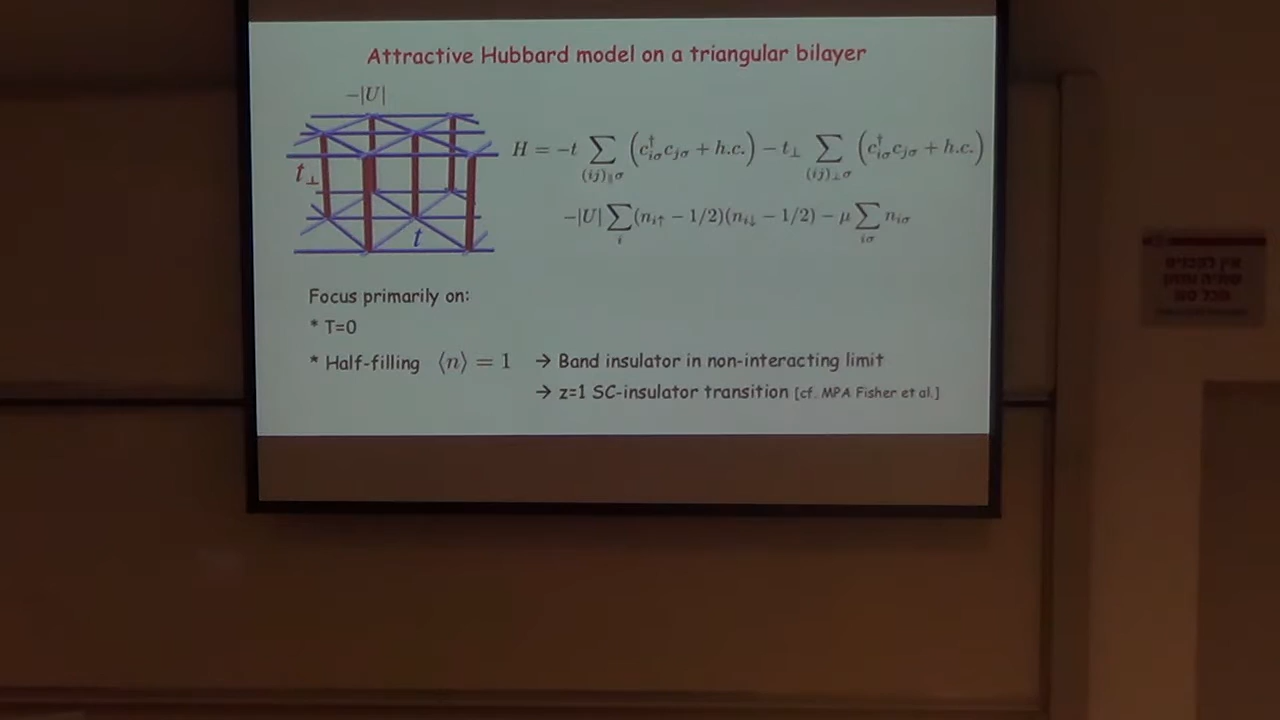 Attractive Hubbard model on a triangular bilayer
−|U|
t⊥
t
H = −t ∑_{(ij)∥σ} (c†_{iσ}c_{jσ} + h.c.) − t⊥ ∑_{(ij)⊥σ} (c†_{iσ}c_{jσ} + h.c.)
−|U| ∑_i (n_{i↑} − 1/2)(n_{i↓} − 1/2) − μ ∑_{iσ} n_{iσ}
Focus primarily on:
* T=0
* Half-filling ⟨n⟩ = 1 → Band insulator in non-interacting limit
→ z=1 SC-insulator transition [cf. MPA Fisher et al.]
אין להכניס